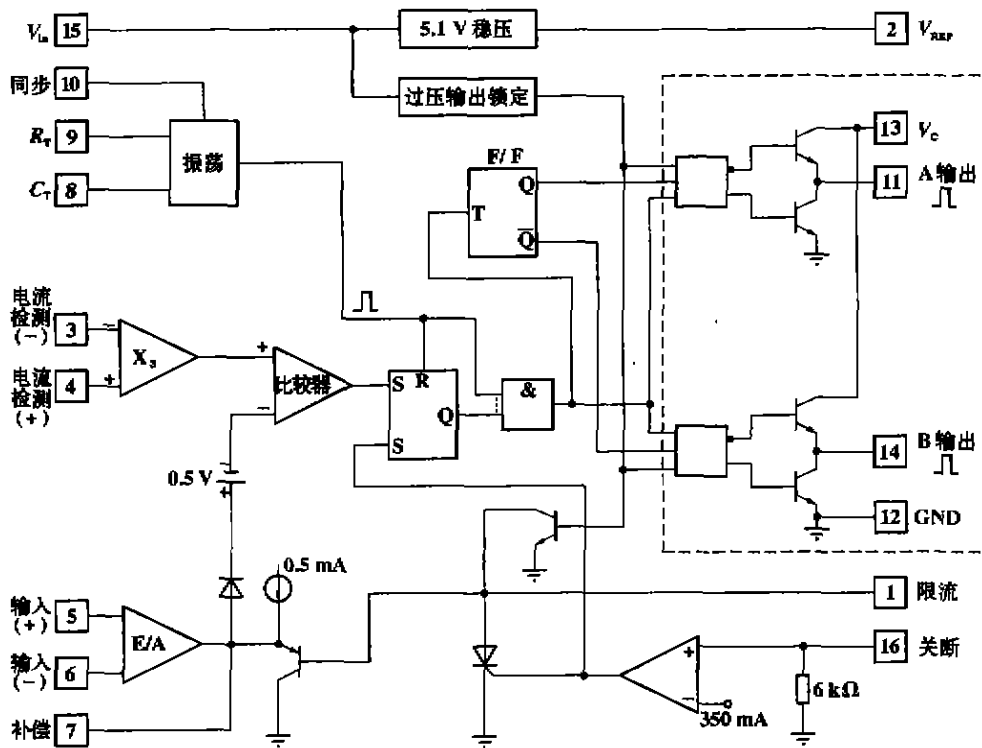 V_in 15
5.1 V 稳压
2 V_REF
同步 10
过压输出锁定
R_T 9
振荡
C_T 8
F/F
Q
T
Q̅
13 V_C
11 A 输出
电流检测(−) 3
−
X_3
电流检测(+) 4
+
+
比较器
−
S
R
Q
S
&
14 B 输出
12 GND
0.5 V
−
+
0.5 mA
1 限流
输入(+) 5
E/A
输入(−) 6
16 关断
+
−
350 mA
6 kΩ
补偿 7